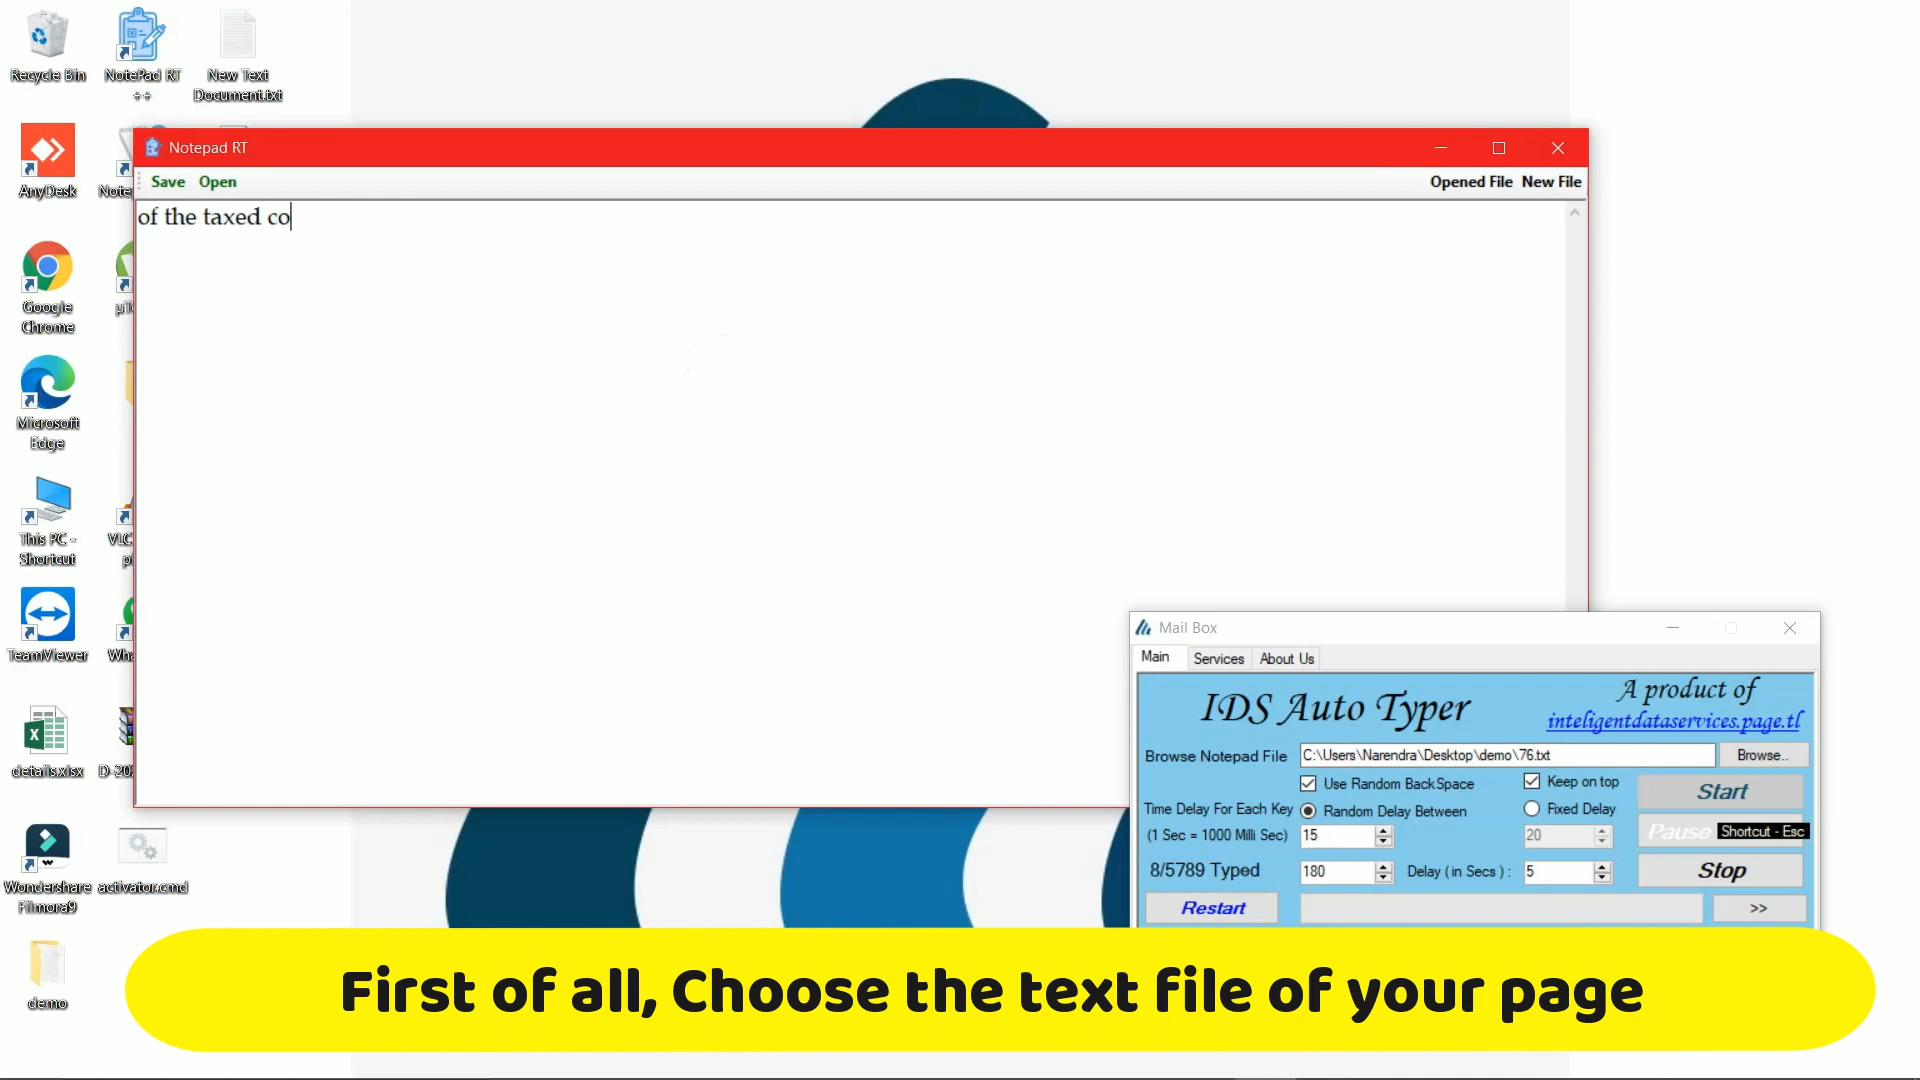 Recycle Bin
NotePad RT
++
New Text
Document.txt
AnyDesk
Note
Google
Chrome
Microsoft
Edge
This PC -
Shortcut
VLC
TeamViewer
Wha
details.xlsx
D-20
Wondershare
Filmora9
activator.cmd
demo
Notepad RT
Save Open
Opened File New File
of the taxed co
Mail Box
Main Services About Us
IDS Auto Typer
A product of
inteligentdataservices.page.tl
Browse Notepad File C:\Users\Narendra\Desktop\demo\76.txt Browse..
Use Random BackSpace Keep on top
Start
Time Delay For Each Key Random Delay Between Fixed Delay
(1 Sec = 1000 Milli Sec) 15 20
Pause Shortcut - Esc
8/5789 Typed 180 Delay ( in Secs ) : 5 Stop
Restart >>
First of all, Choose the text file of your page